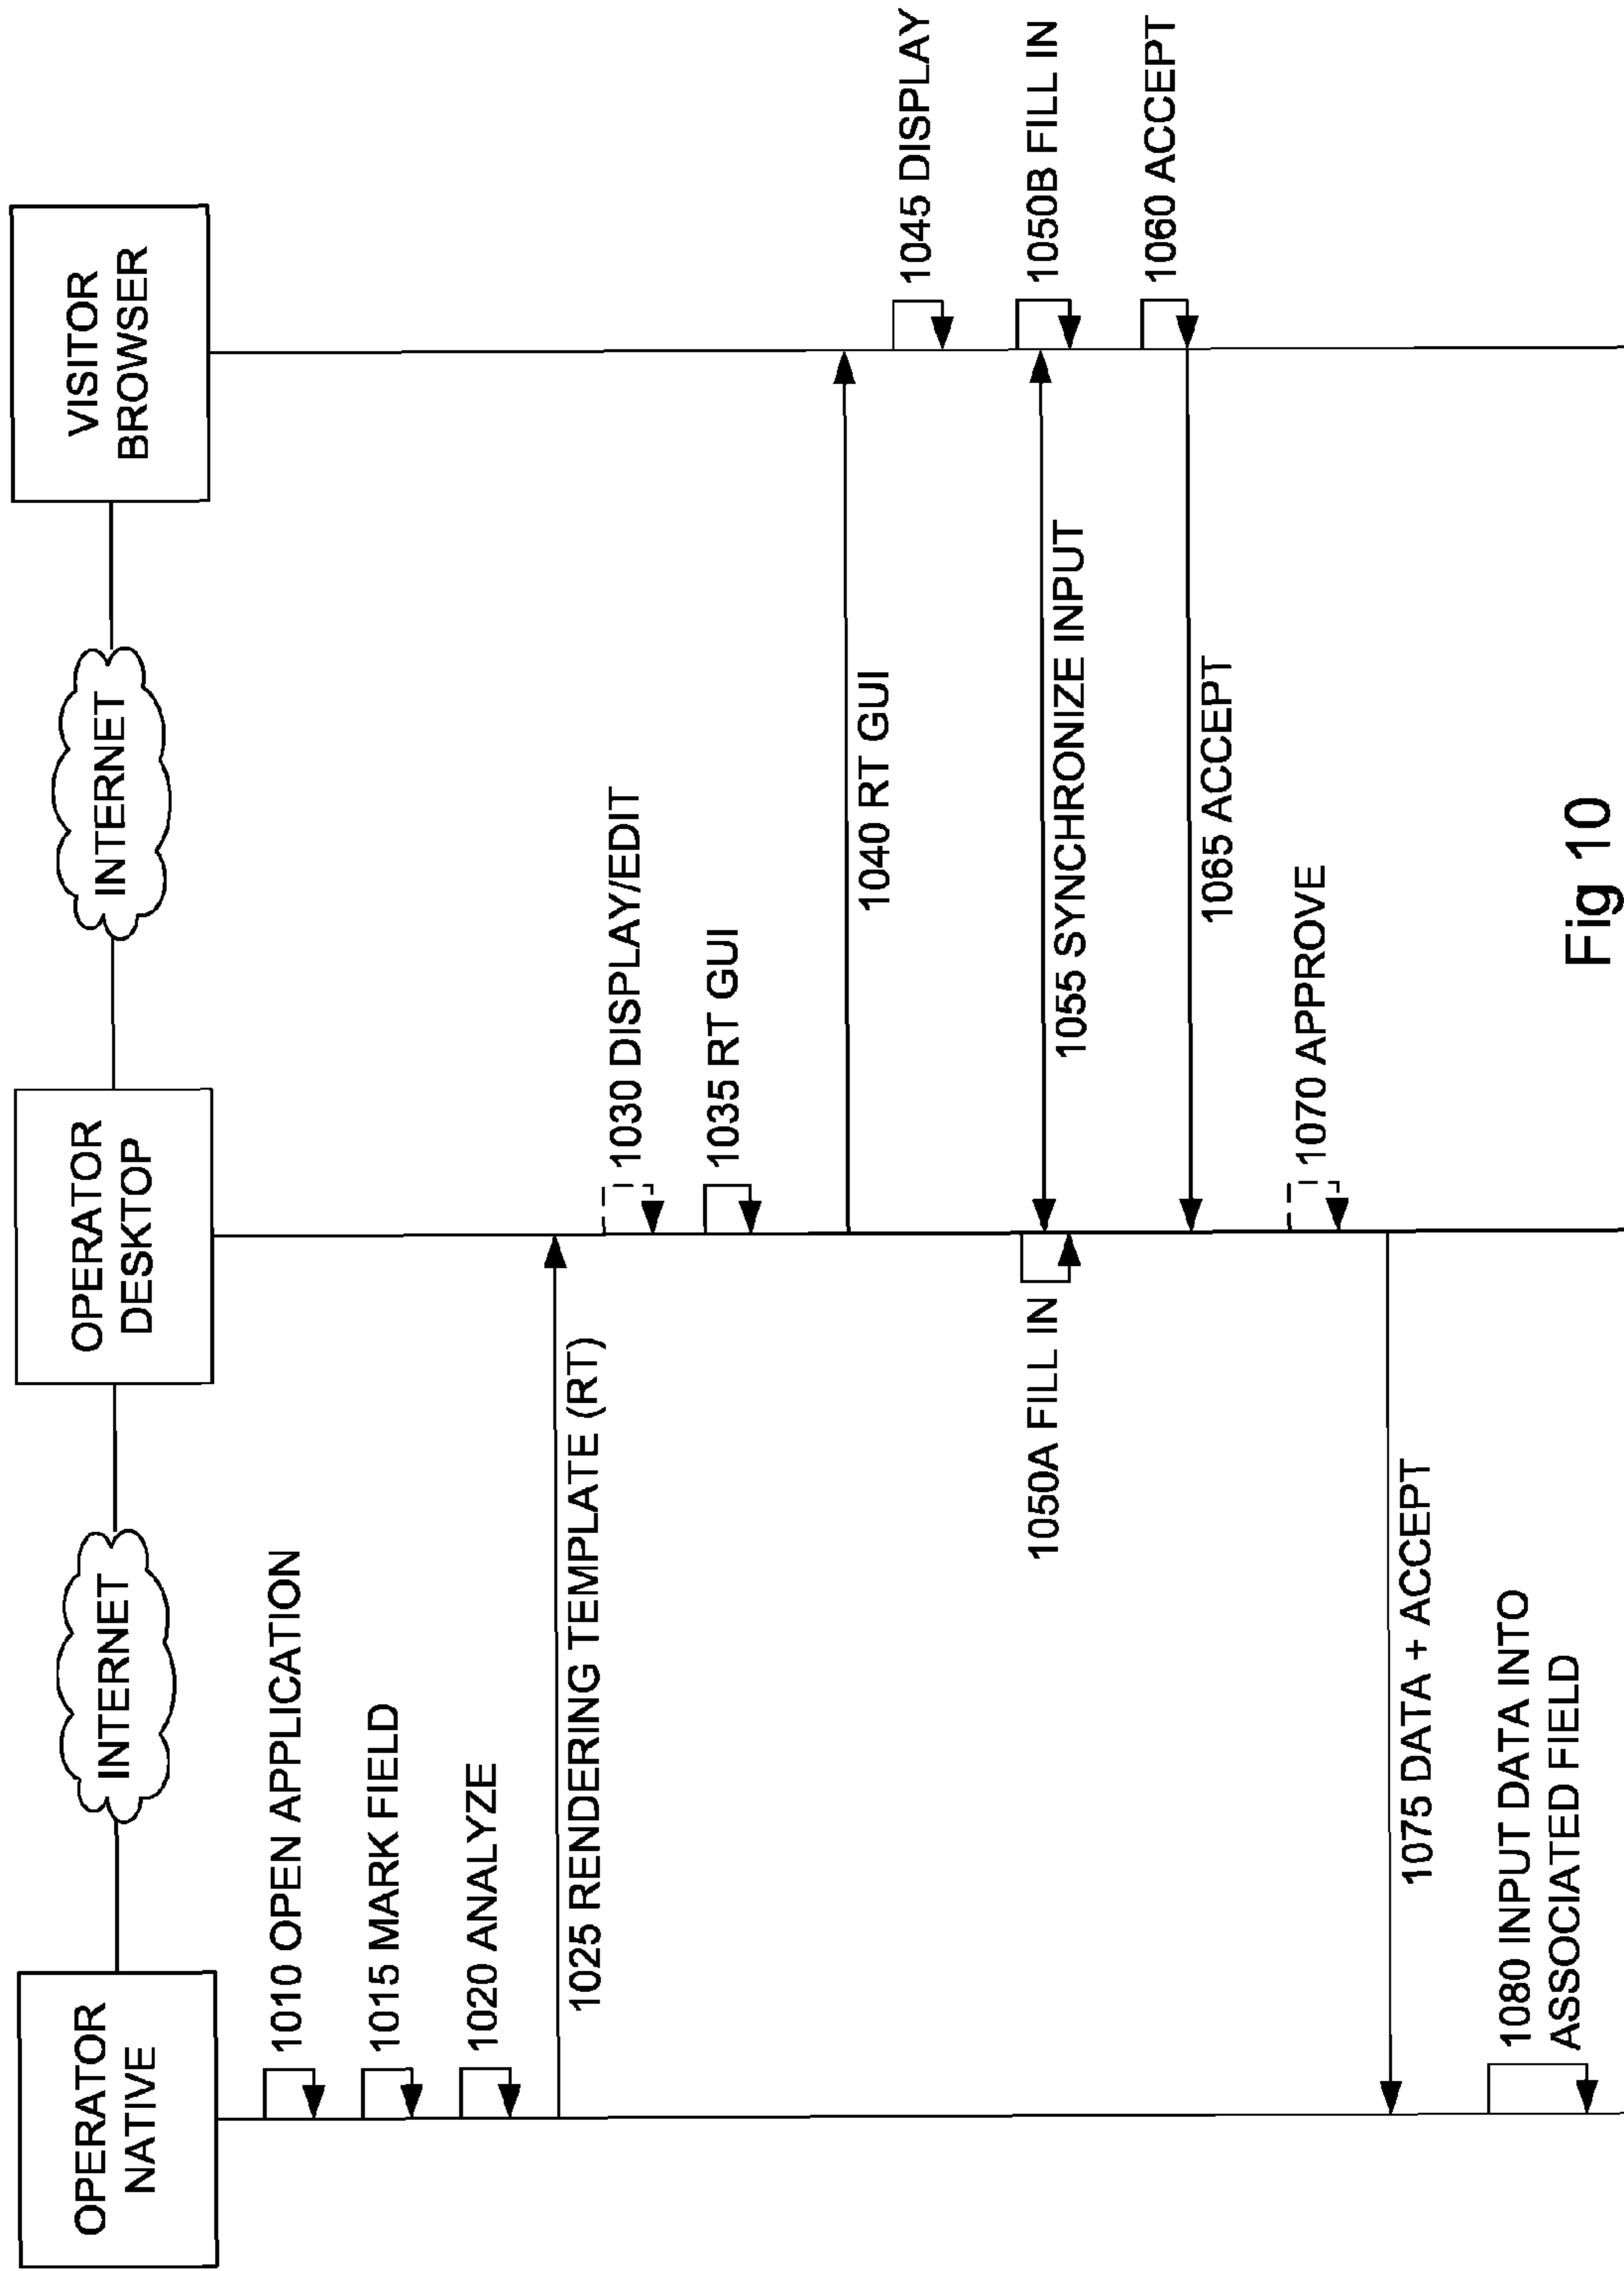 OPERATOR
NATIVE
INTERNET
OPERATOR
DESKTOP
INTERNET
VISITOR
BROWSER
1010 OPEN APPLICATION
1015 MARK FIELD
1020 ANALYZE
1025 RENDERING TEMPLATE (RT)
1030 DISPLAY/EDIT
1035 RT GUI
1040 RT GUI
1045 DISPLAY
1050A FILL IN
1050B FILL IN
1055 SYNCHRONIZE INPUT
1060 ACCEPT
1065 ACCEPT
1070 APPROVE
1075 DATA + ACCEPT
1080 INPUT DATA INTO
ASSOCIATED FIELD
Fig 10